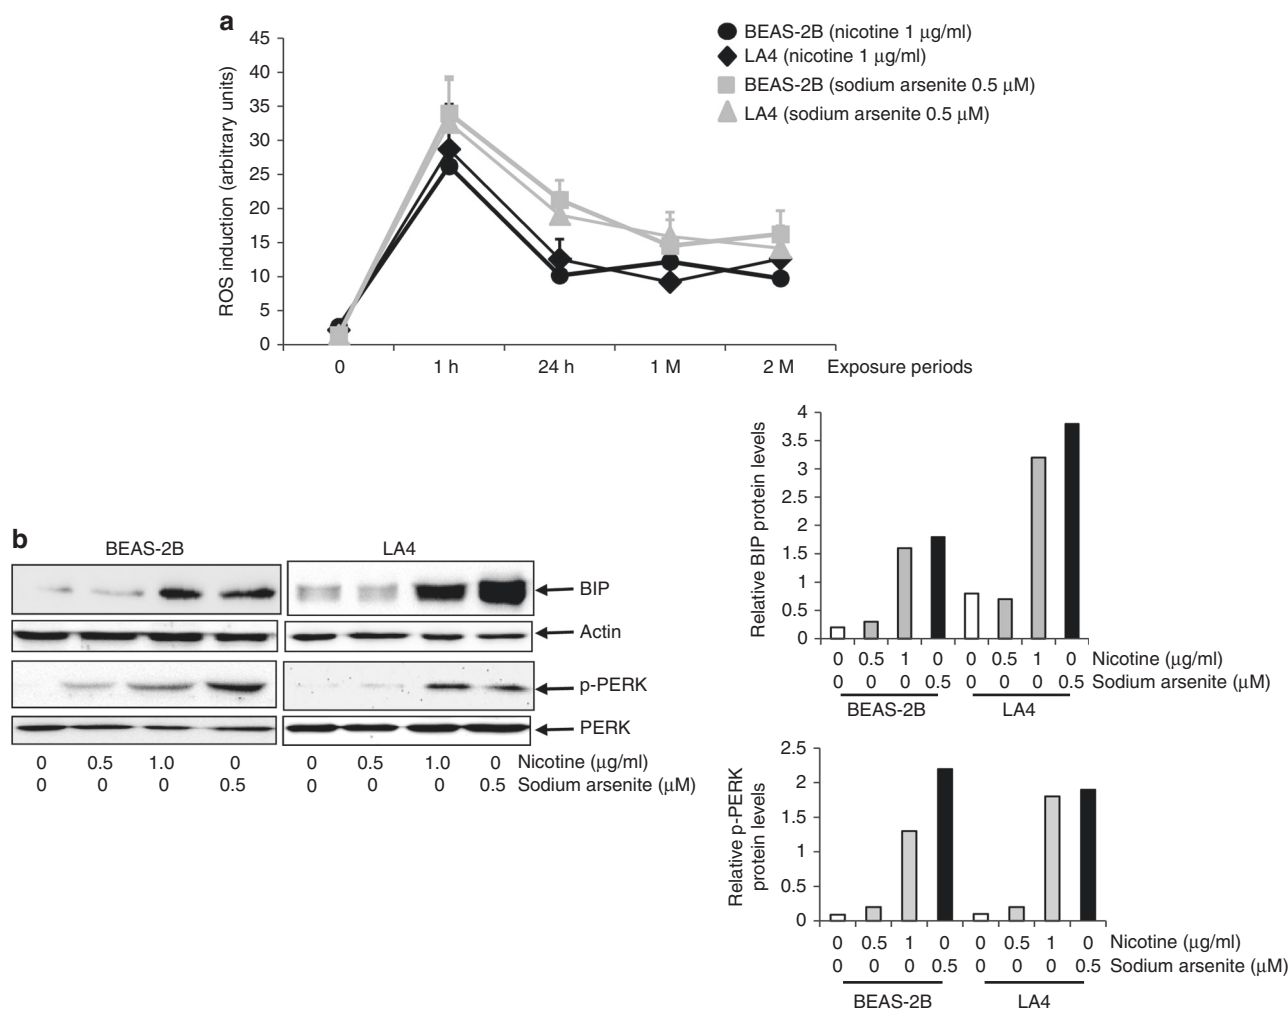 a
45
40
35
30
25
20
15
10
5
0
ROS induction (arbitrary units)
0 1 h 24 h 1 M 2 M Exposure periods
BEAS-2B (nicotine 1 μg/ml)
LA4 (nicotine 1 μg/ml)
BEAS-2B (sodium arsenite 0.5 μM)
LA4 (sodium arsenite 0.5 μM)
b
BEAS-2B LA4
BIP
Actin
p-PERK
PERK
0 0.5 1.0 0 0 0.5 1.0 0 Nicotine (μg/ml)
0 0 0 0.5 0 0 0 0.5 Sodium arsenite (μM)
4
3.5
3
2.5
2
1.5
1
0.5
0
Relative BIP protein levels
0 0.5 1 0 0 0.5 1 0 Nicotine (μg/ml)
0 0 0 0.5 0 0 0 0.5 Sodium arsenite (μM)
BEAS-2B LA4
2.5
2
1.5
1
0.5
0
Relative p-PERK
protein levels
0 0.5 1 0 0 0.5 1 0 Nicotine (μg/ml)
0 0 0 0.5 0 0 0 0.5 Sodium arsenite (μM)
BEAS-2B LA4